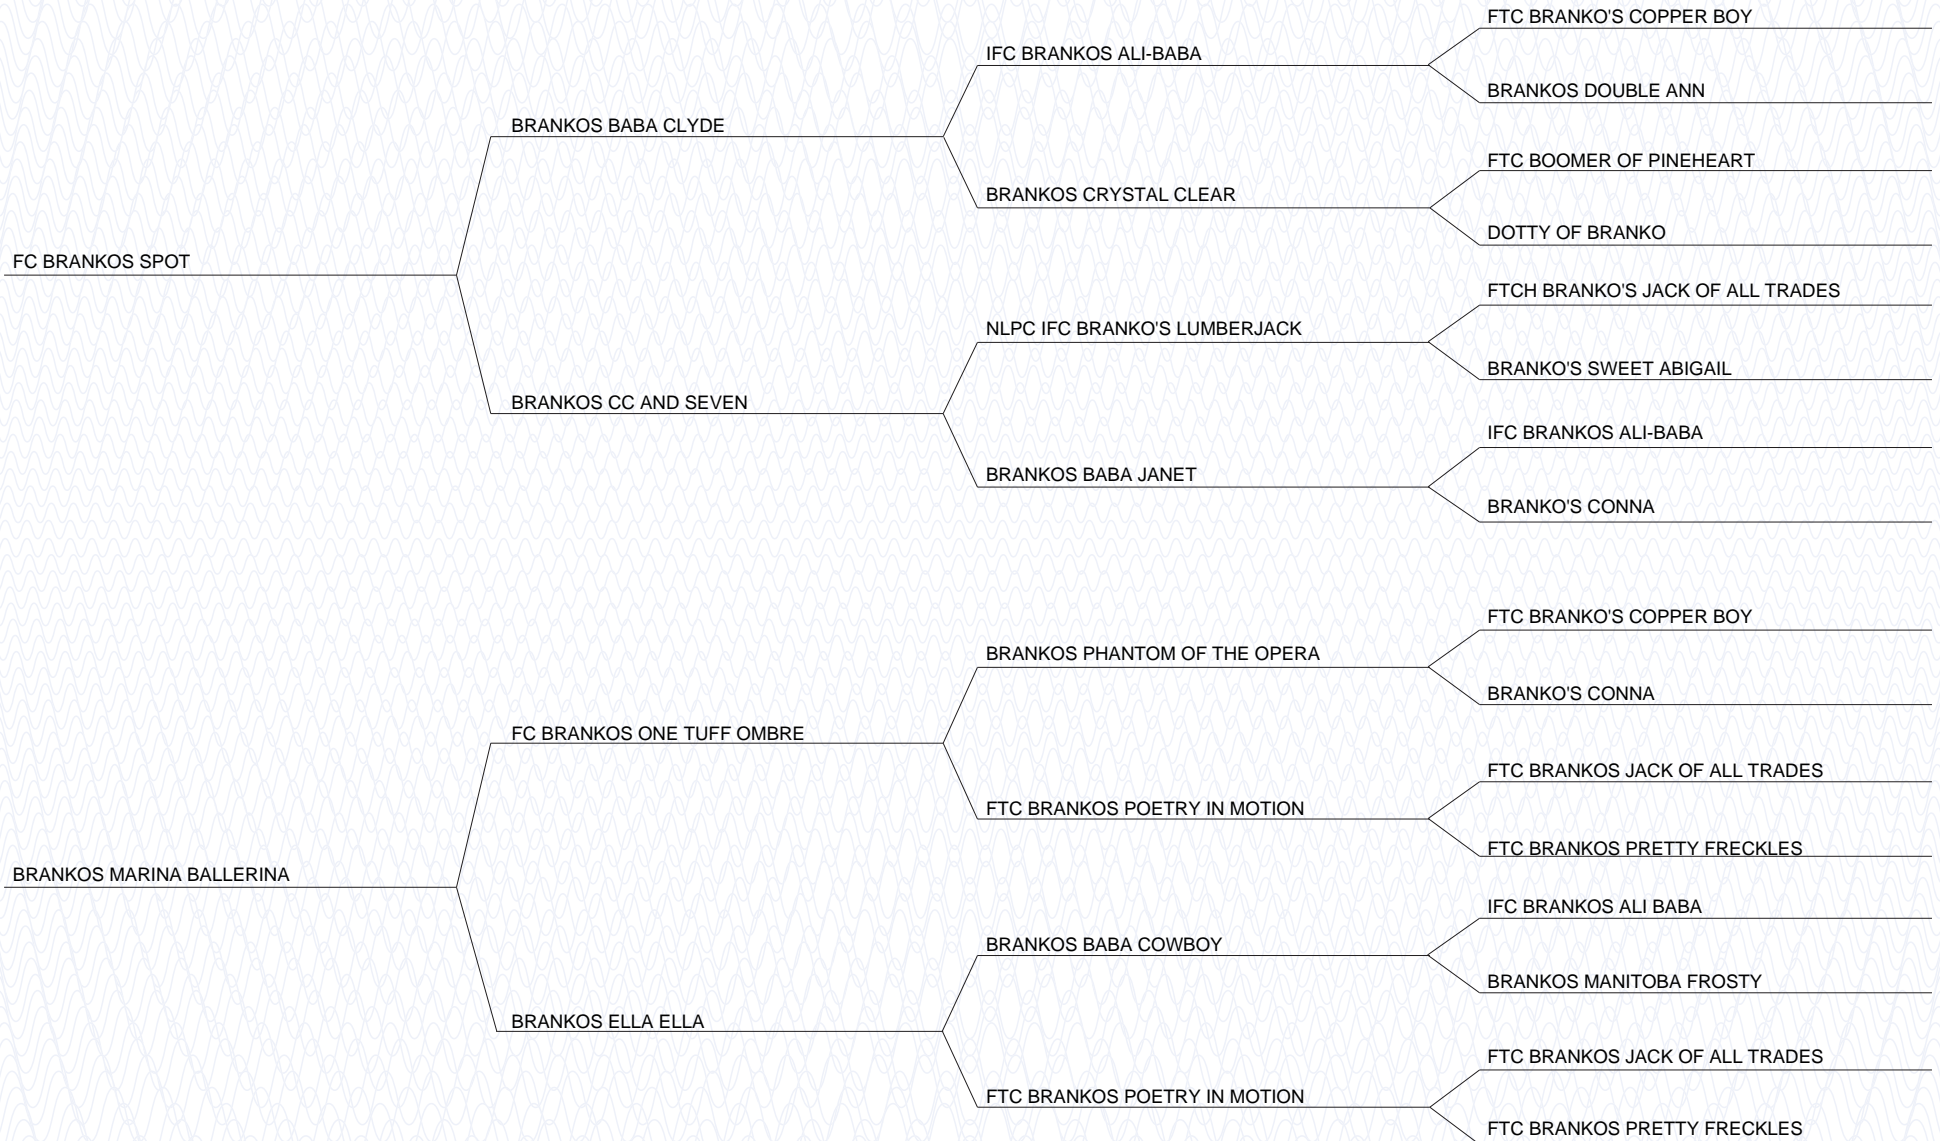 FTC BRANKO'S COPPER BOY
IFC BRANKOS ALI-BABA
BRANKOS DOUBLE ANN
BRANKOS BABA CLYDE
FTC BOOMER OF PINEHEART
BRANKOS CRYSTAL CLEAR
DOTTY OF BRANKO
FC BRANKOS SPOT
FTCH BRANKO'S JACK OF ALL TRADES
NLPC IFC BRANKO'S LUMBERJACK
BRANKO'S SWEET ABIGAIL
BRANKOS CC AND SEVEN
IFC BRANKOS ALI-BABA
BRANKOS BABA JANET
BRANKO'S CONNA
FTC BRANKO'S COPPER BOY
BRANKOS PHANTOM OF THE OPERA
BRANKO'S CONNA
FC BRANKOS ONE TUFF OMBRE
FTC BRANKOS JACK OF ALL TRADES
FTC BRANKOS POETRY IN MOTION
FTC BRANKOS PRETTY FRECKLES
BRANKOS MARINA BALLERINA
IFC BRANKOS ALI BABA
BRANKOS BABA COWBOY
BRANKOS MANITOBA FROSTY
BRANKOS ELLA ELLA
FTC BRANKOS JACK OF ALL TRADES
FTC BRANKOS POETRY IN MOTION
FTC BRANKOS PRETTY FRECKLES